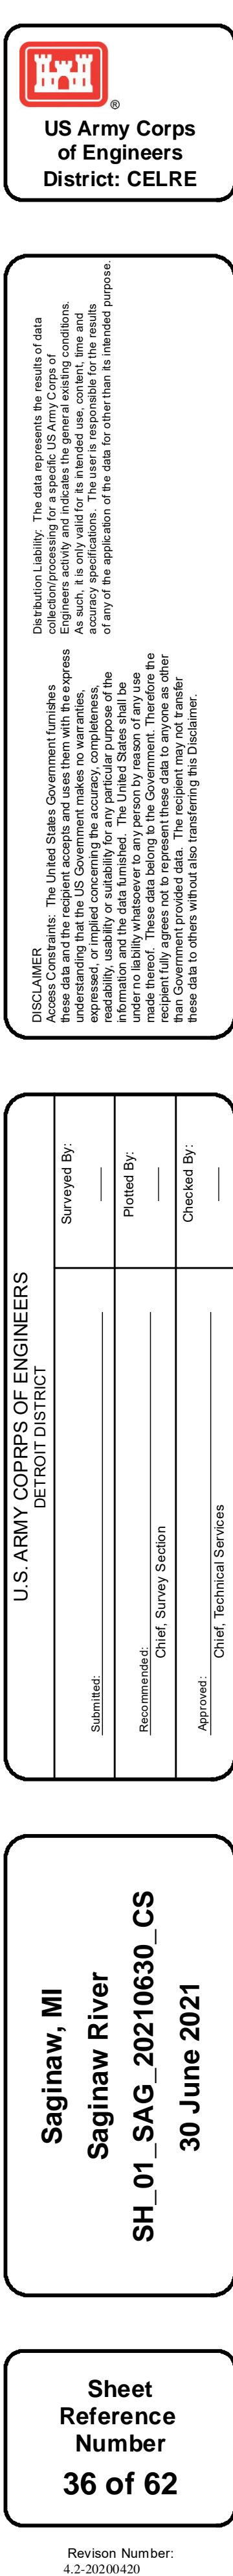 ®
US Army Corps
of Engineers
District: CELRE
DISCLAIMER
Access Constraints: The United States Government furnishes
these data and the recipient accepts and uses them with the express
understanding that the US Government makes no warranties,
expressed, or implied concerning the accuracy, completeness,
readability, usability or suitability for any particular purpose of the
information and the data furnished. The United States shall be
under no liability whatsoever to any person by reason of any use
made thereof. These data belong to the Government. Therefore the
recipient fully agrees not to represent these data to anyone as other
than Government provided data. The recipient may not transfer
these data to others without also transferring this Disclaimer.
Distribution Liability: The data represents the results of data
collection/processing for a specific US Army Corps of
Engineers activity and indicates the general existing conditions.
As such, it is only valid for its intended use, content, time and
accuracy specifications. The user is responsible for the results
of any of the application of the data for other than its intended purpose.
U.S. ARMY COPRPS OF ENGINEERS
DETROIT DISTRICT
Submitted:
Surveyed By:
Recommended:
Chief, Survey Section
Plotted By:
Approved:
Chief, Technical Services
Checked By:
Saginaw, MI
Saginaw River
SH_01_SAG_20210630_CS
30 June 2021
Sheet
Reference
Number
36 of 62
Revison Number:
4.2-20200420